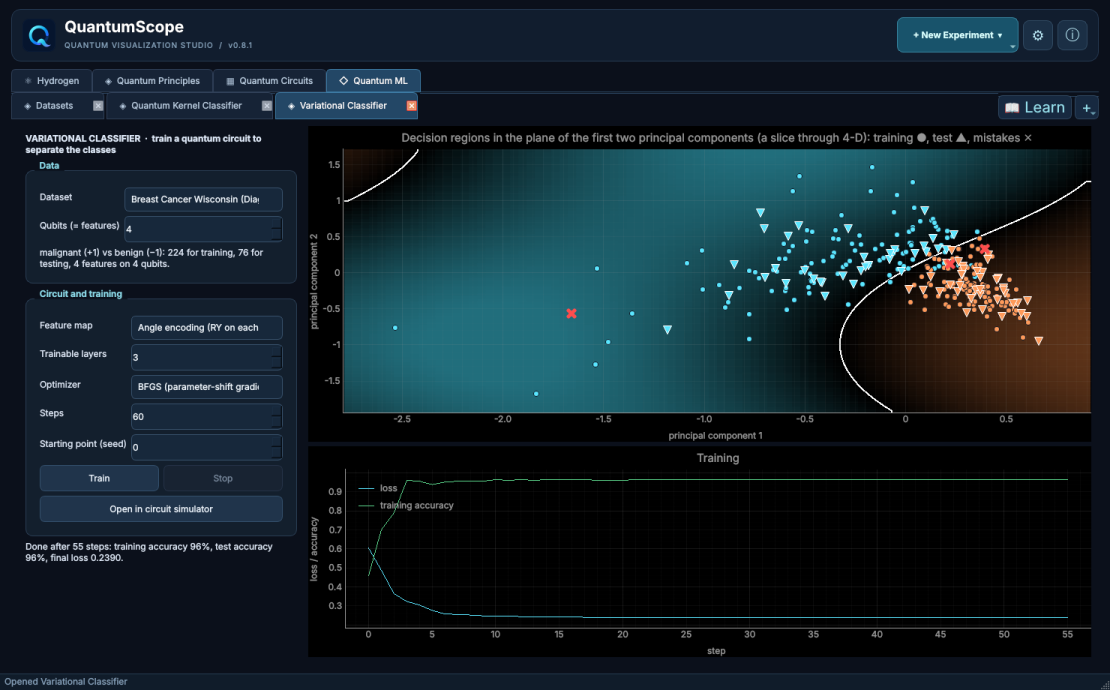 QuantumScope
QUANTUM VISUALIZATION STUDIO / v0.8.1
+ New Experiment ▾
Hydrogen
Quantum Principles
Quantum Circuits
Quantum ML
Datasets
Quantum Kernel Classifier
Variational Classifier
Learn
+
VARIATIONAL CLASSIFIER · train a quantum circuit to
separate the classes
Data
Dataset
Breast Cancer Wisconsin (Diag
Qubits (= features)
4
malignant (+1) vs benign (−1): 224 for training, 76 for
testing, 4 features on 4 qubits.
Circuit and training
Feature map
Angle encoding (RY on each
Trainable layers
3
Optimizer
BFGS (parameter-shift gradie
Steps
60
Starting point (seed)
0
Train
Stop
Open in circuit simulator
Done after 55 steps: training accuracy 96%, test accuracy
96%, final loss 0.2390.
Decision regions in the plane of the first two principal components (a slice through 4-D): training ●, test ▲, mistakes ×
principal component 2
1.5
1
0.5
0
-0.5
-1
-1.5
-2.5
-2.0
-1.5
-1.0
-0.5
0
0.5
principal component 1
Training
loss / accuracy
loss
training accuracy
0.9
0.8
0.7
0.6
0.5
0.4
0.3
0
5
10
15
20
25
30
35
40
45
50
55
step
Opened Variational Classifier